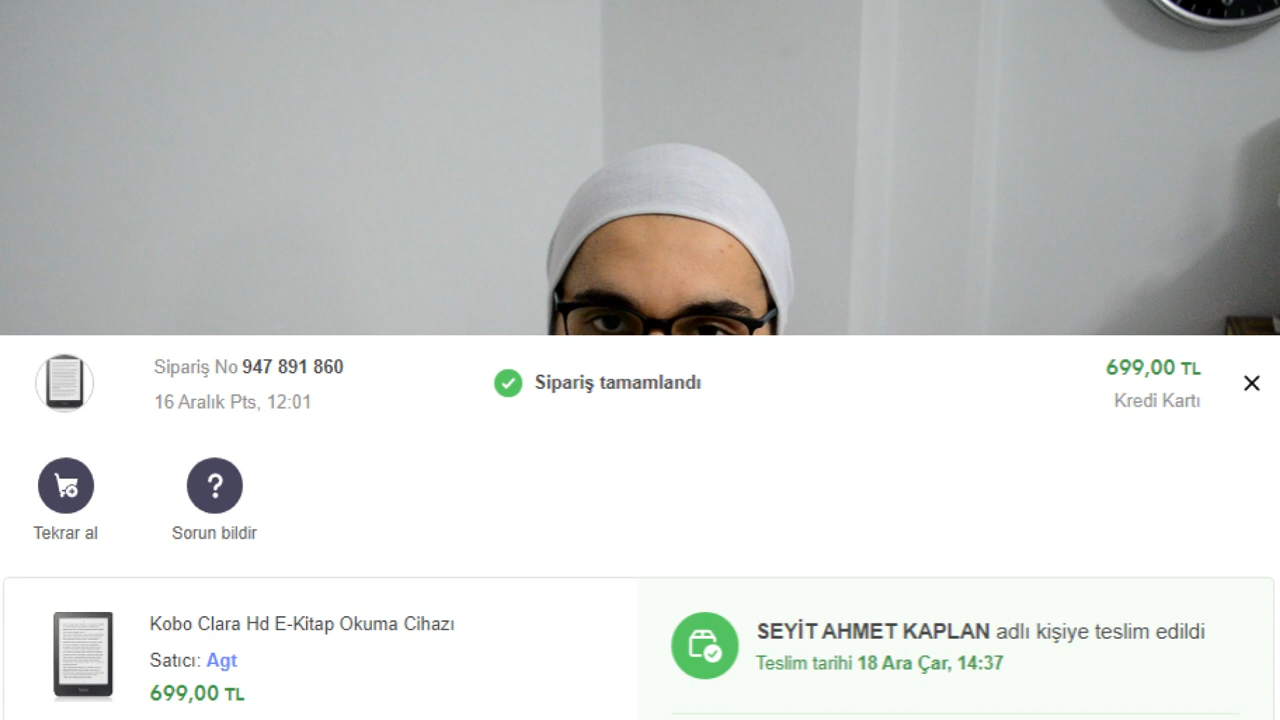 Sipariş No 947 891 860
16 Aralık Pts, 12:01
Sipariş tamamlandı
699,00 TL
Kredi Kartı
Tekrar al
Sorun bildir
Kobo Clara Hd E-Kitap Okuma Cihazı
Satıcı: Agt
699,00 TL
SEYİT AHMET KAPLAN adlı kişiye teslim edildi
Teslim tarihi 18 Ara Çar, 14:37